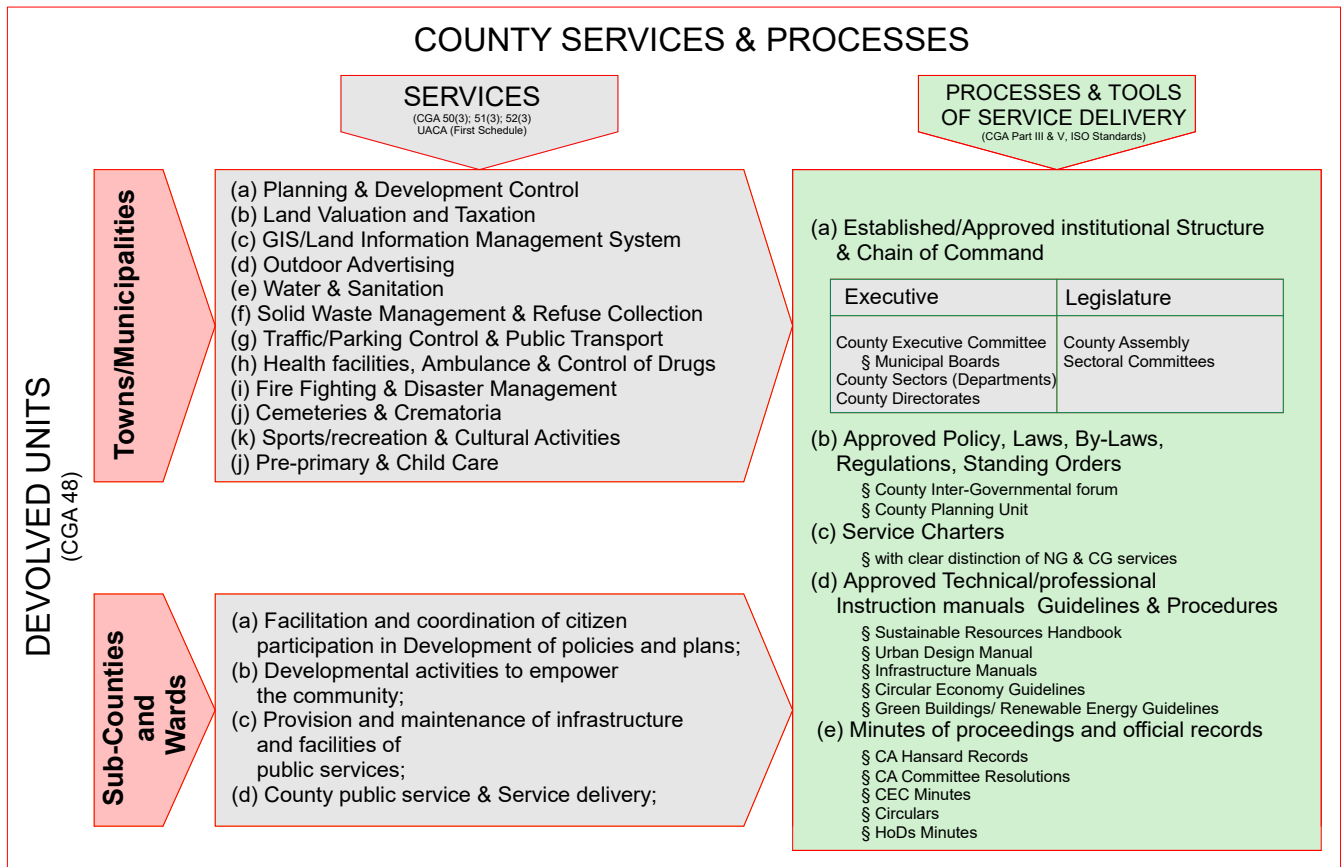 COUNTY SERVICES & PROCESSES
SERVICES
(CGA 50(3); 51(3); 52(3)
UACA (First Schedule)
PROCESSES & TOOLS
OF SERVICE DELIVERY
(CGA Part III & V, ISO Standards)
DEVOLVED UNITS
(CGA 48)
Towns/Municipalities
(a) Planning & Development Control
(b) Land Valuation and Taxation
(c) GIS/Land Information Management System
(d) Outdoor Advertising
(e) Water & Sanitation
(f) Solid Waste Management & Refuse Collection
(g) Traffic/Parking Control & Public Transport
(h) Health facilities, Ambulance & Control of Drugs
(i) Fire Fighting & Disaster Management
(j) Cemeteries & Crematoria
(k) Sports/recreation & Cultural Activities
(j) Pre-primary & Child Care
Sub-Counties
and
Wards
(a) Facilitation and coordination of citizen
participation in Development of policies and plans;
(b) Developmental activities to empower
the community;
(c) Provision and maintenance of infrastructure
and facilities of
public services;
(d) County public service & Service delivery;
(a) Established/Approved institutional Structure
& Chain of Command
Executive
Legislature
County Executive Committee
§ Municipal Boards
County Sectors (Departments)
County Directorates
County Assembly
Sectoral Committees
(b) Approved Policy, Laws, By-Laws,
Regulations, Standing Orders
§ County Inter-Governmental forum
§ County Planning Unit
(c) Service Charters
§ with clear distinction of NG & CG services
(d) Approved Technical/professional
Instruction manuals Guidelines & Procedures
§ Sustainable Resources Handbook
§ Urban Design Manual
§ Infrastructure Manuals
§ Circular Economy Guidelines
§ Green Buildings/ Renewable Energy Guidelines
(e) Minutes of proceedings and official records
§ CA Hansard Records
§ CA Committee Resolutions
§ CEC Minutes
§ Circulars
§ HoDs Minutes